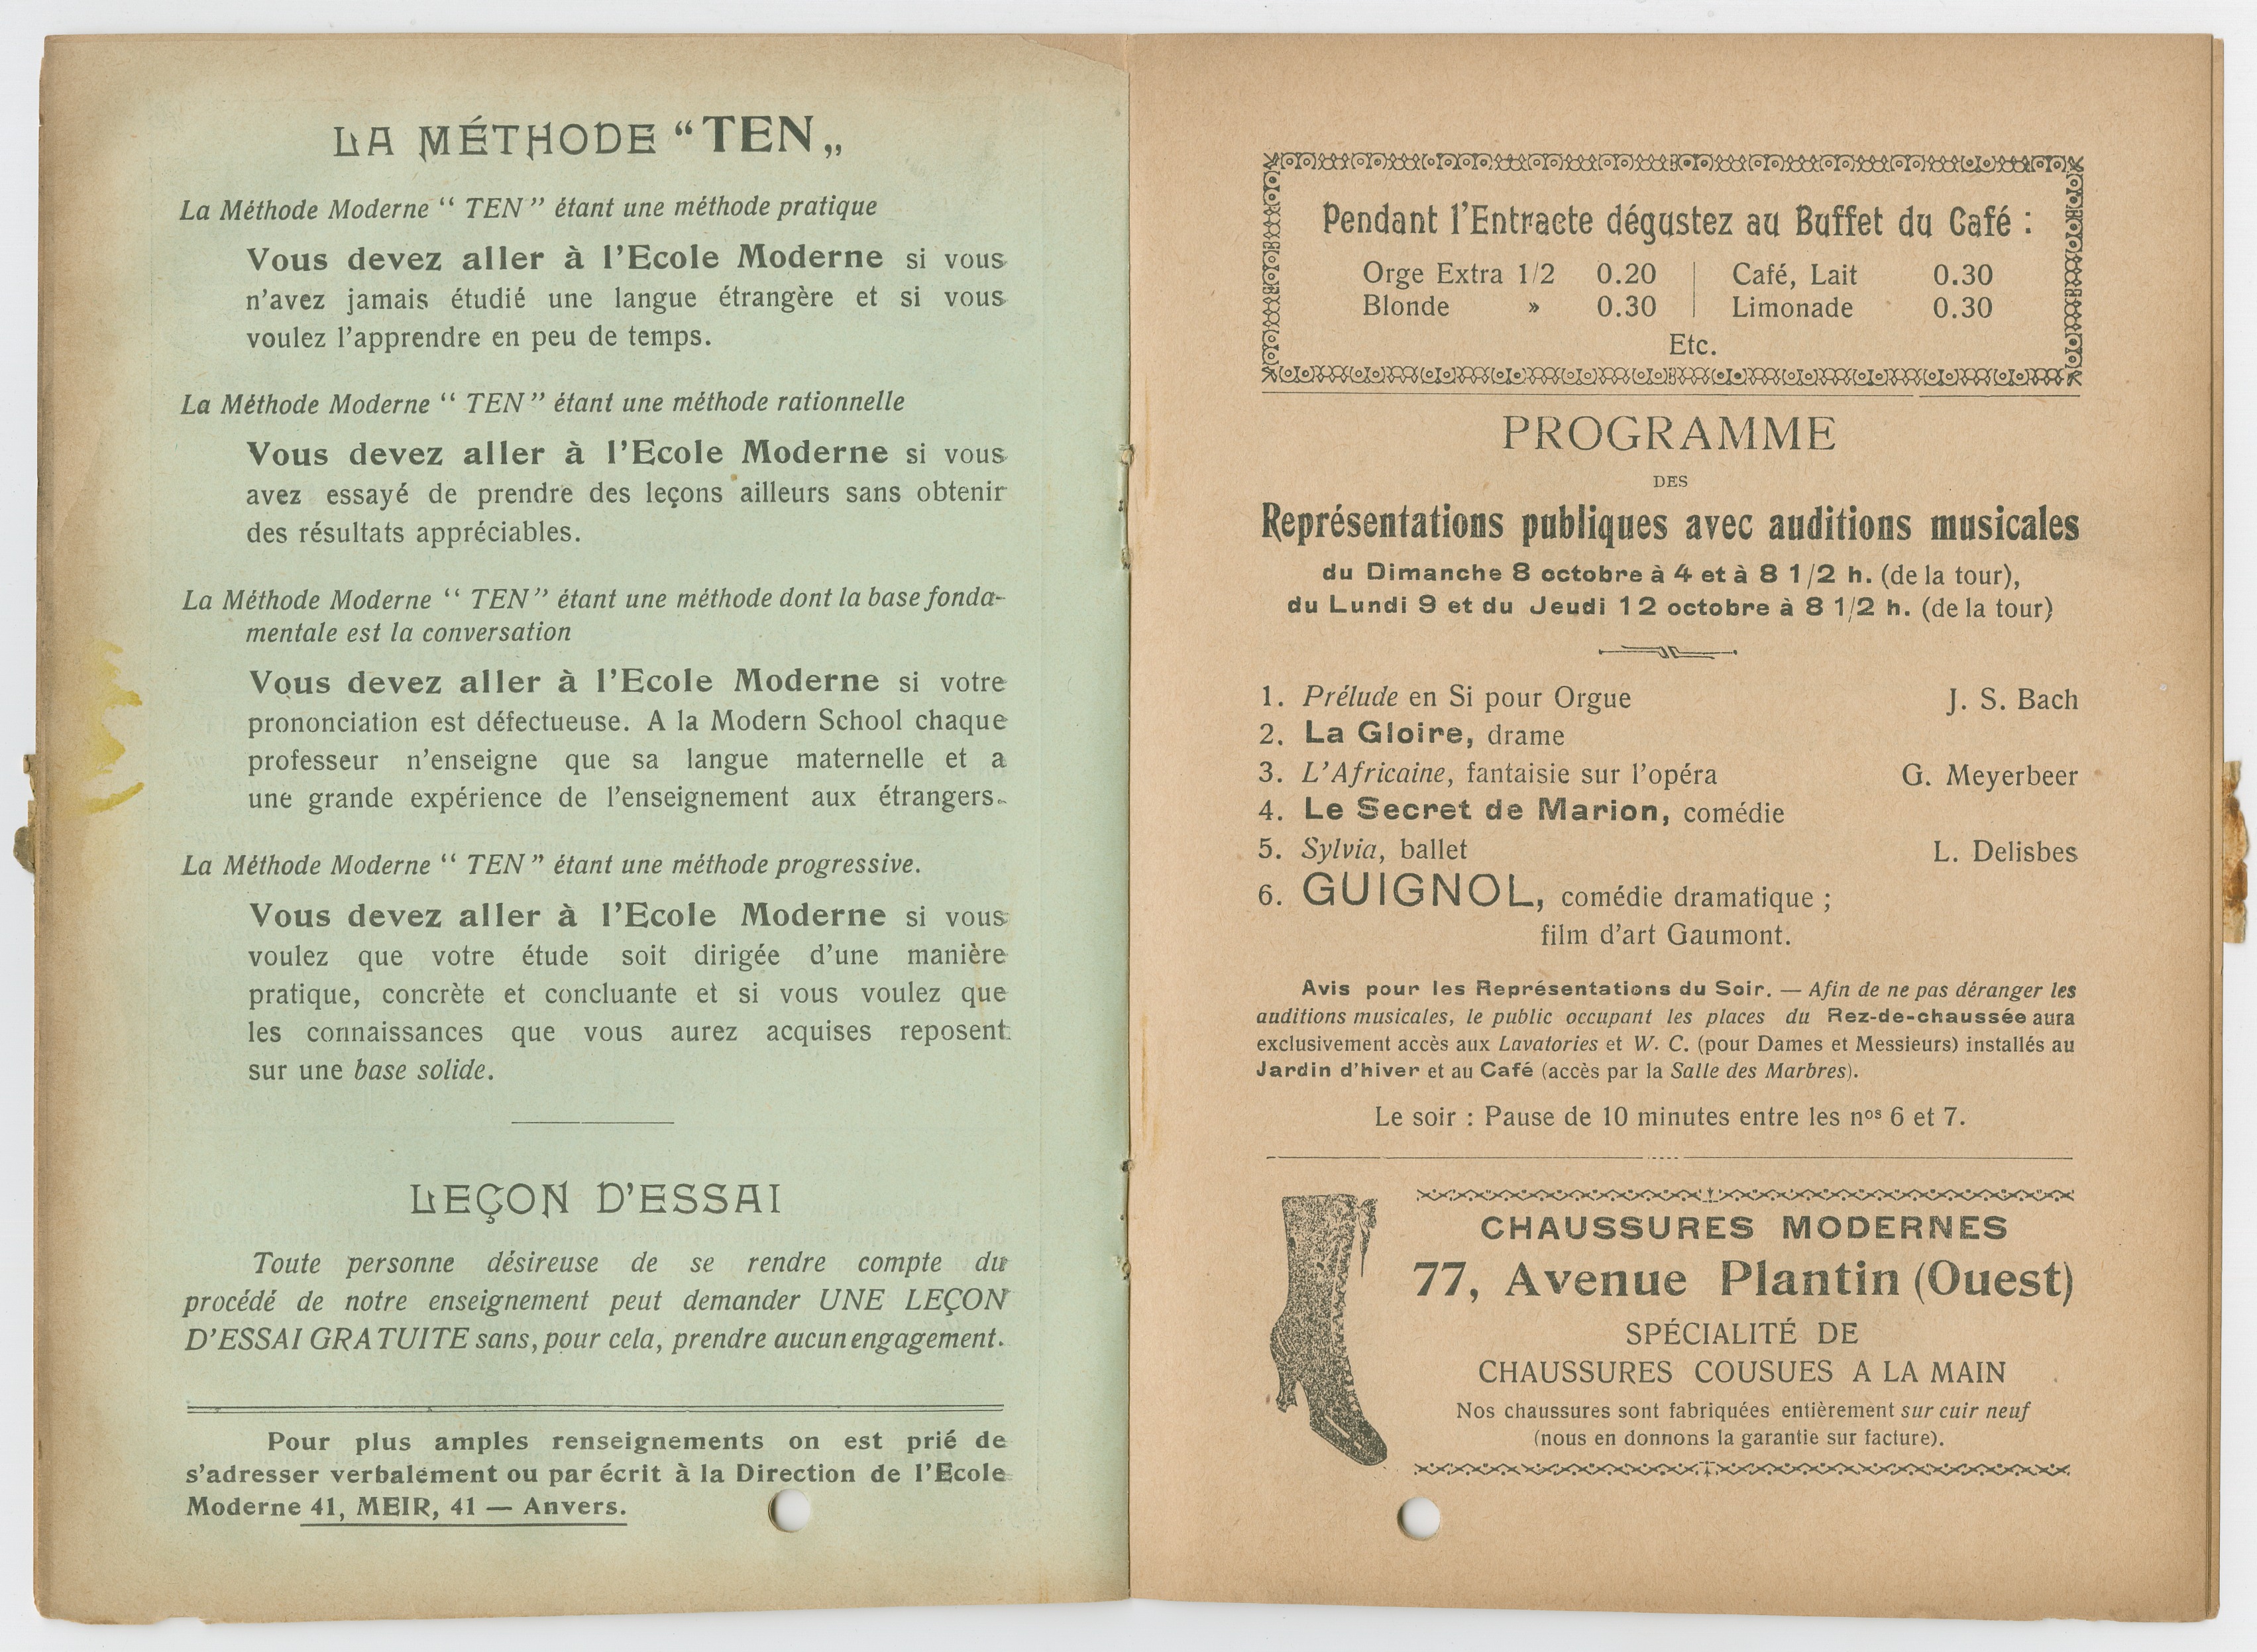 LA MÉTHODE “TEN„
La Méthode Moderne “ TEN ” étant une méthode pratique
Vous devez aller à l’Ecole Moderne si vous
n’avez jamais étudié une langue étrangère et si vous
voulez l’apprendre en peu de temps.
La Méthode Moderne “ TEN ” étant une méthode rationnelle
Vous devez aller à l’Ecole Moderne si vous
avez essayé de prendre des leçons ailleurs sans obtenir
des résultats appréciables.
La Méthode Moderne “ TEN ” étant une méthode dont la base fonda-
mentale est la conversation
Vous devez aller à l’Ecole Moderne si votre
prononciation est défectueuse. A la Modern School chaque
professeur n’enseigne que sa langue maternelle et a
une grande expérience de l’enseignement aux étrangers.
La Méthode Moderne “ TEN ” étant une méthode progressive.
Vous devez aller à l’Ecole Moderne si vous
voulez que votre étude soit dirigée d’une manière
pratique, concrète et concluante et si vous voulez que
les connaissances que vous aurez acquises reposent
sur une base solide.
LEÇON D’ESSAI
Toute personne désireuse de se rendre compte du
procédé de notre enseignement peut demander UNE LEÇON
D’ESSAI GRATUITE sans, pour cela, prendre aucun engagement.
Pour plus amples renseignements on est prié de
s’adresser verbalement ou par écrit à la Direction de l’Ecole
Moderne 41, MEIR, 41 — Anvers.
Pendant l’Entracte dégustez au Buffet du Café :
Orge Extra 1/2 0.20 Café, Lait 0.30
Blonde » 0.30 Limonade 0.30
Etc.
PROGRAMME
DES
Représentations publiques avec auditions musicales
du Dimanche 8 octobre à 4 et à 8 1/2 h. (de la tour),
du Lundi 9 et du Jeudi 12 octobre à 8 1/2 h. (de la tour)
1. Prélude en Si pour Orgue J. S. Bach
2. La Gloire, drame
3. L’Africaine, fantaisie sur l’opéra G. Meyerbeer
4. Le Secret de Marion, comédie
5. Sylvia, ballet L. Delisbes
6. GUIGNOL, comédie dramatique ;
film d’art Gaumont.
Avis pour les Représentations du Soir. — Afin de ne pas déranger les
auditions musicales, le public occupant les places du Rez-de-chaussée aura
exclusivement accès aux Lavatories et W. C. (pour Dames et Messieurs) installés au
Jardin d’hiver et au Café (accès par la Salle des Marbres).
Le soir : Pause de 10 minutes entre les nos 6 et 7.
CHAUSSURES MODERNES
77, Avenue Plantin (Ouest)
SPÉCIALITÉ DE
CHAUSSURES COUSUES A LA MAIN
Nos chaussures sont fabriquées entièrement sur cuir neuf
(nous en donnons la garantie sur facture).